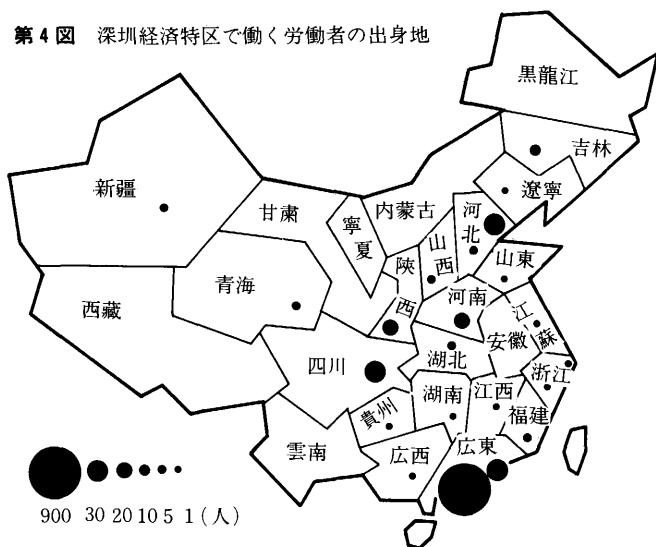 第4図 深圳経済特区で働く労働者の出身地
黒龍江
吉林
遼寧
新疆
甘粛
寧夏
内蒙古
河北
山西
山東
青海
陝西
西藏
河南
江蘇
安徽
四川
湖北
浙江
貴州
湖南
江西
福建
雲南
広西
広東
900 30 20 10 5 1(人)